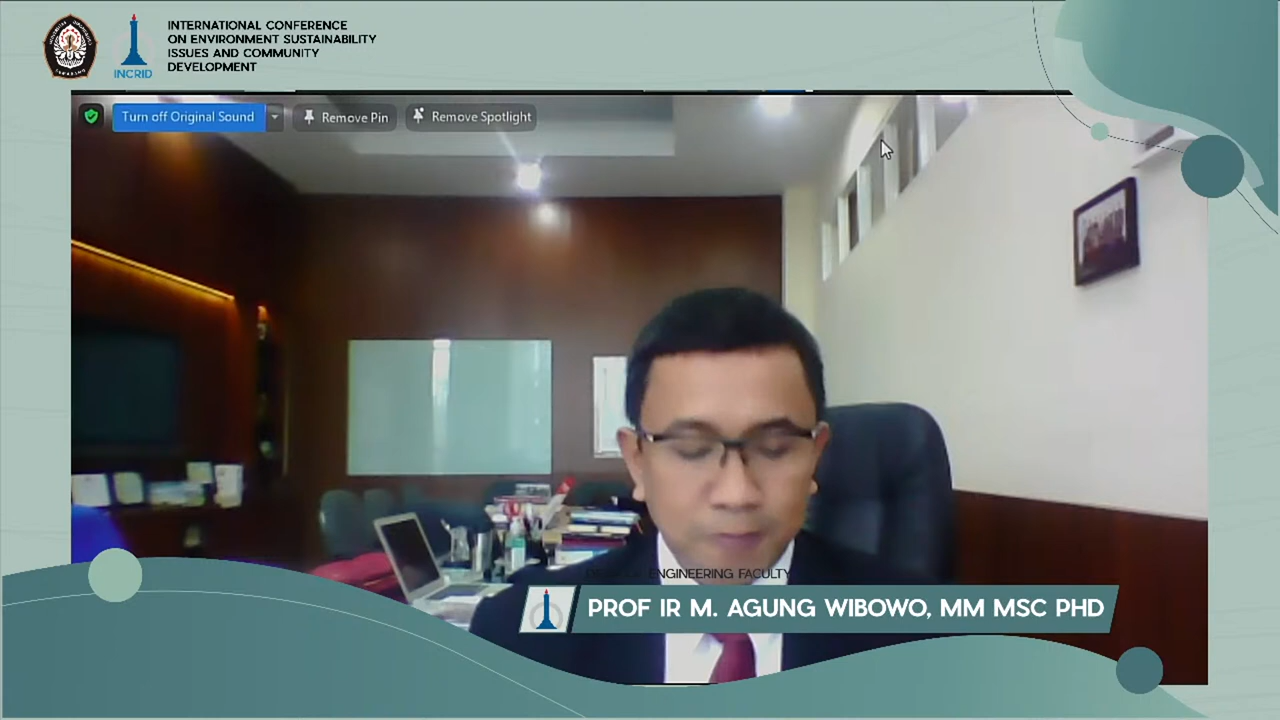 INTERNATIONAL CONFERENCE
ON ENVIRONMENT SUSTAINABILITY
ISSUES AND COMMUNITY
DEVELOPMENT
INCRID
SEMARANG
Turn off Original Sound
Remove Pin
Remove Spotlight
ENGINEERING FACULTY
PROF IR M. AGUNG WIBOWO, MM MSC PHD